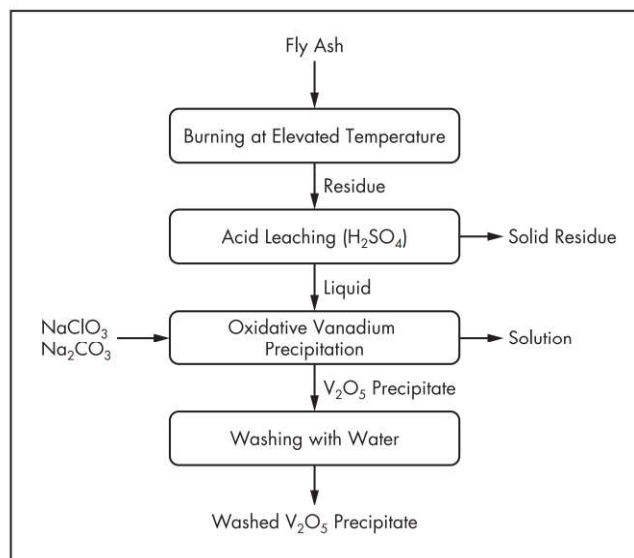 Fly Ash
Burning at Elevated Temperature
Residue
Acid Leaching (H₂SO₄)
Solid Residue
Liquid
NaClO₃
Na₂CO₃
Oxidative Vanadium
Precipitation
Solution
V₂O₅ Precipitate
Washing with Water
Washed V₂O₅ Precipitate